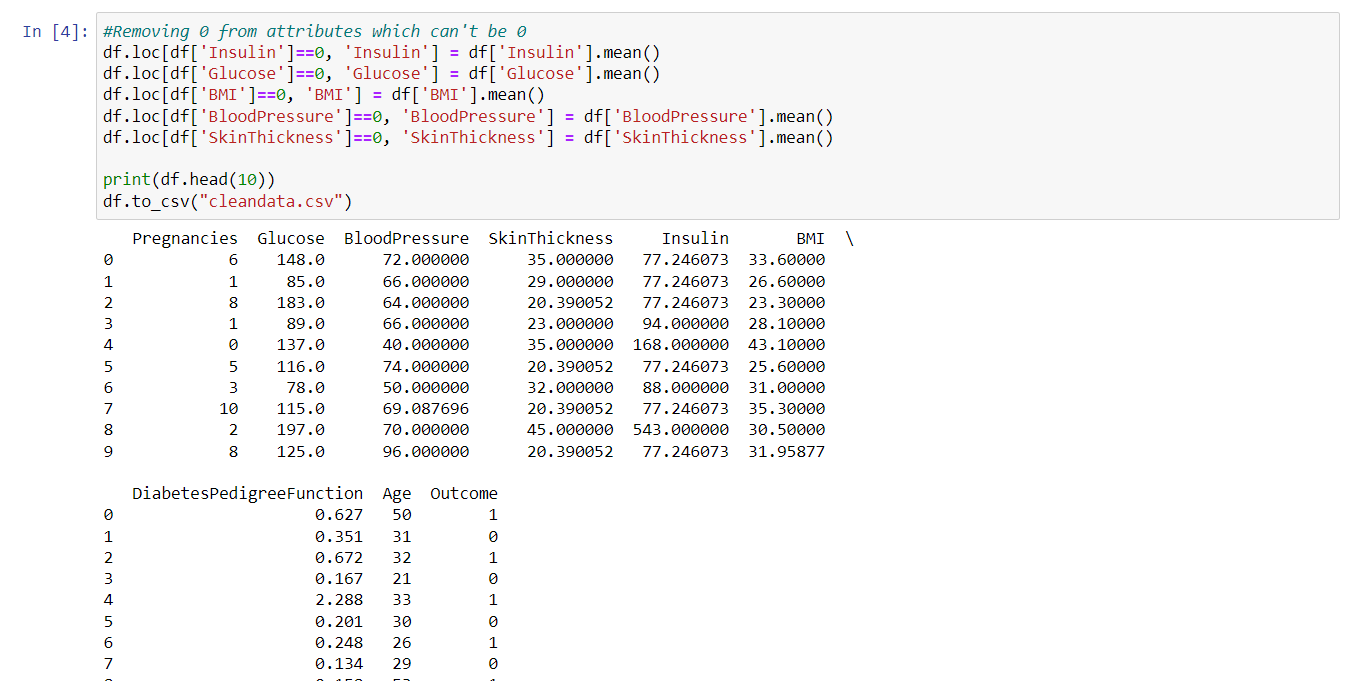 In [4]: #Removing 0 from attributes which can't be 0
df.loc[df['Insulin']==0, 'Insulin'] = df['Insulin'].mean()
df.loc[df['Glucose']==0, 'Glucose'] = df['Glucose'].mean()
df.loc[df['BMI']==0, 'BMI'] = df['BMI'].mean()
df.loc[df['BloodPressure']==0, 'BloodPressure'] = df['BloodPressure'].mean()
df.loc[df['SkinThickness']==0, 'SkinThickness'] = df['SkinThickness'].mean()
print(df.head(10))
df.to_csv("cleandata.csv")
Pregnancies Glucose BloodPressure SkinThickness Insulin BMI \
0 6 148.0 72.000000 35.000000 77.246073 33.60000
1 1 85.0 66.000000 29.000000 77.246073 26.60000
2 8 183.0 64.000000 20.390052 77.246073 23.30000
3 1 89.0 66.000000 23.000000 94.000000 28.10000
4 0 137.0 40.000000 35.000000 168.000000 43.10000
5 5 116.0 74.000000 20.390052 77.246073 25.60000
6 3 78.0 50.000000 32.000000 88.000000 31.00000
7 10 115.0 69.087696 20.390052 77.246073 35.30000
8 2 197.0 70.000000 45.000000 543.000000 30.50000
9 8 125.0 96.000000 20.390052 77.246073 31.95877
DiabetesPedigreeFunction Age Outcome
0 0.627 50 1
1 0.351 31 0
2 0.672 32 1
3 0.167 21 0
4 2.288 33 1
5 0.201 30 0
6 0.248 26 1
7 0.134 29 0